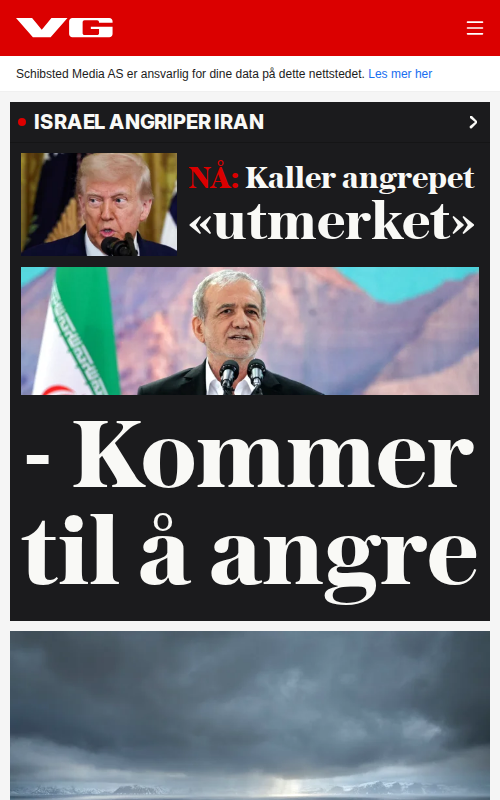 VG
Schibsted Media AS er ansvarlig for dine data på dette nettstedet. Les mer her
ISRAEL ANGRIPER IRAN
NÅ: Kaller angrepet
«utmerket»
- Kommer
til å angre